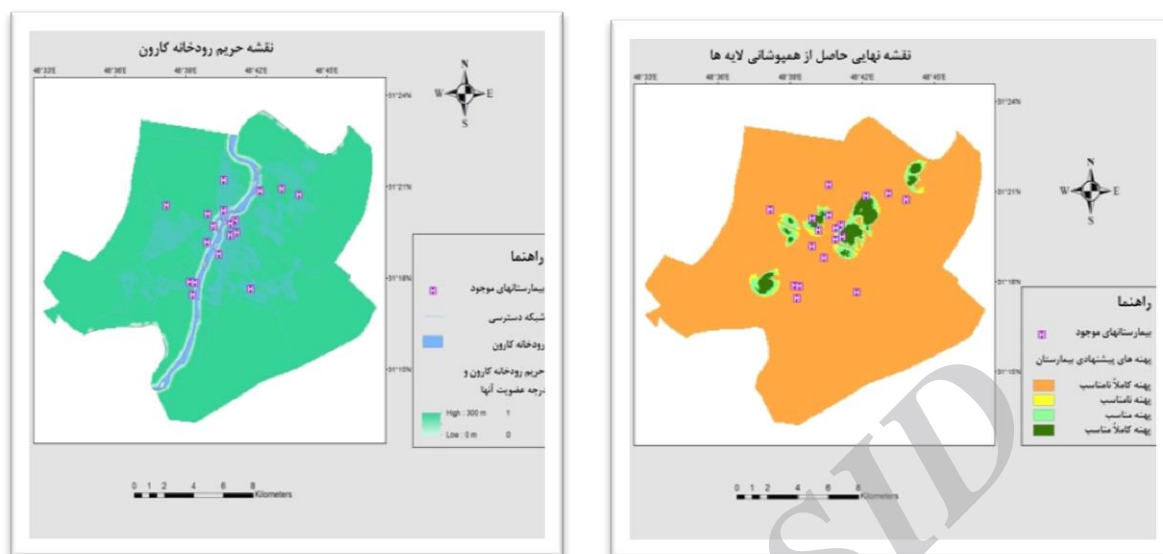 نقشه حریم رودخانه کارون
48°33'E 48°36'E 48°39'E 48°42'E 48°45'E
N
W E
S
31°24'N
31°21'N
31°18'N
31°15'N
راهنما
بیمارستانهای موجود
شبکه دسترسی
رودخانه کارون
حریم رودخانه کارون و
درجه عضویت آنها
High : 300 m 1
Low : 0 m 0
0 1 2 4 6 8
Kilometers
نقشه نهایی حاصل از همپوشانی لایه ها
48°33'E 48°36'E 48°39'E 48°42'E 48°45'E
N
W E
S
31°24'N
31°21'N
31°18'N
31°15'N
راهنما
بیمارستانهای موجود
پهنه های پیشنهادی بیمارستان
پهنه کاملاً نامناسب
پهنه نامناسب
پهنه مناسب
پهنه کاملاً مناسب
0 1 2 4 6 8
Kilometers
SID